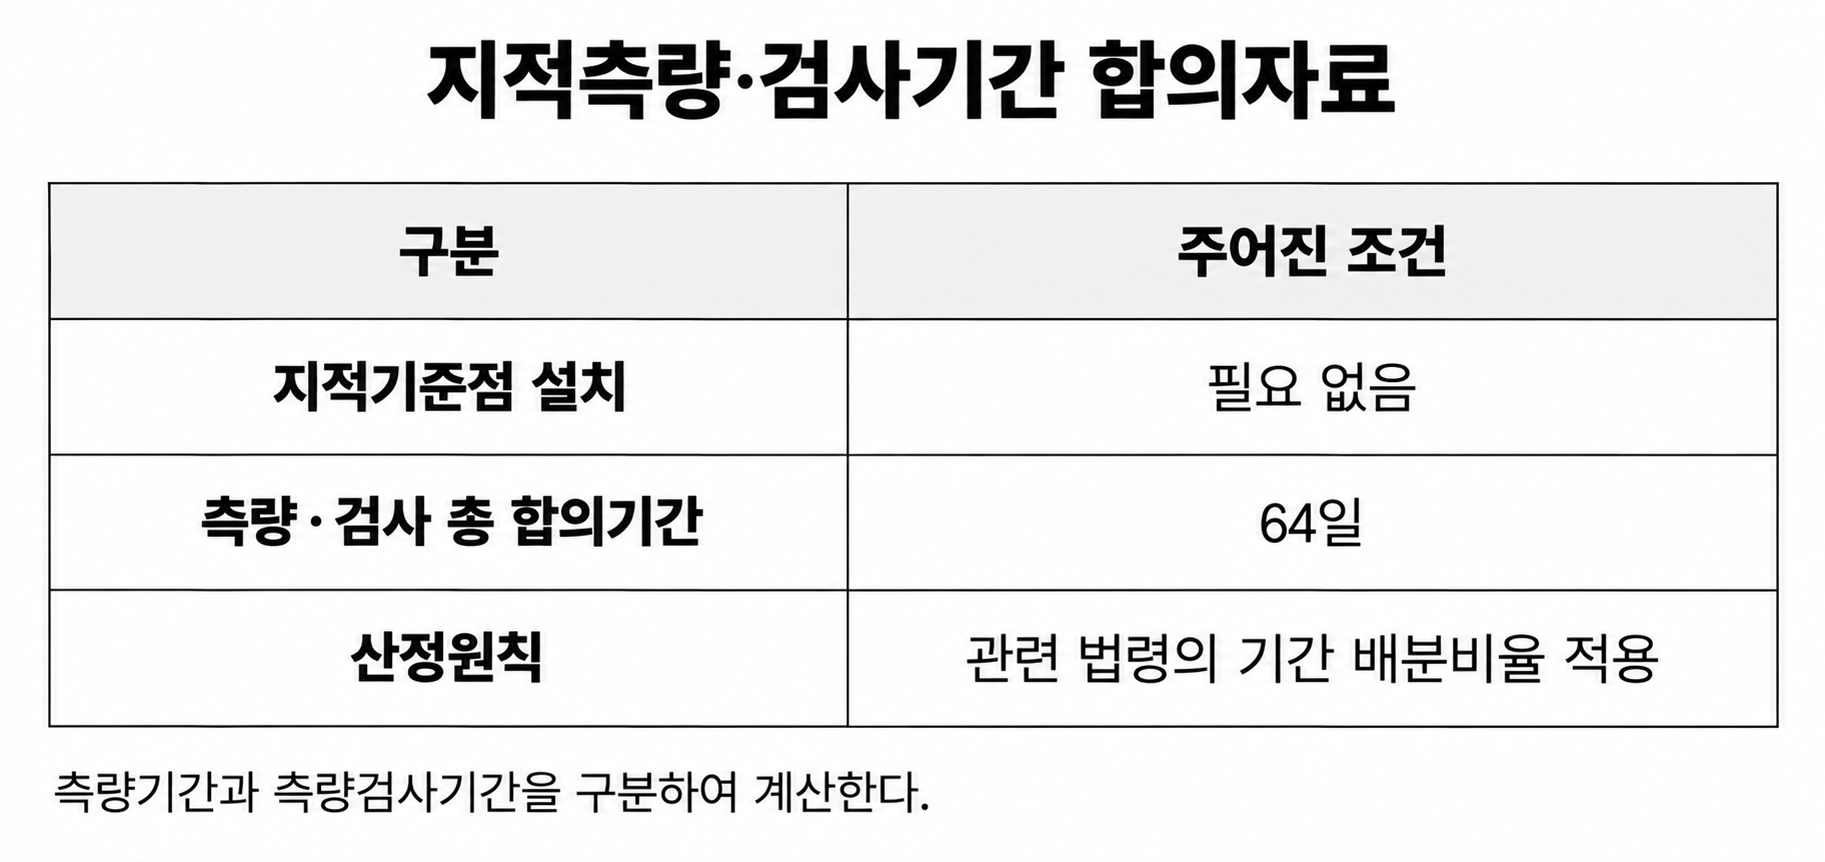 지적측량·검사기간 합의자료
구분 주어진 조건
지적기준점 설치 필요 없음
측량·검사 총 합의기간 64일
산정원칙 관련 법령의 기간 배분비율 적용
측량기간과 측량검사기간을 구분하여 계산한다.